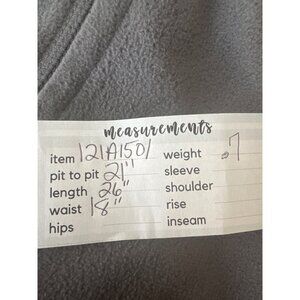 measurements
item 121A1501 weight .7
pit to pit 21" sleeve
length 26" shoulder
waist 18" rise
hips inseam